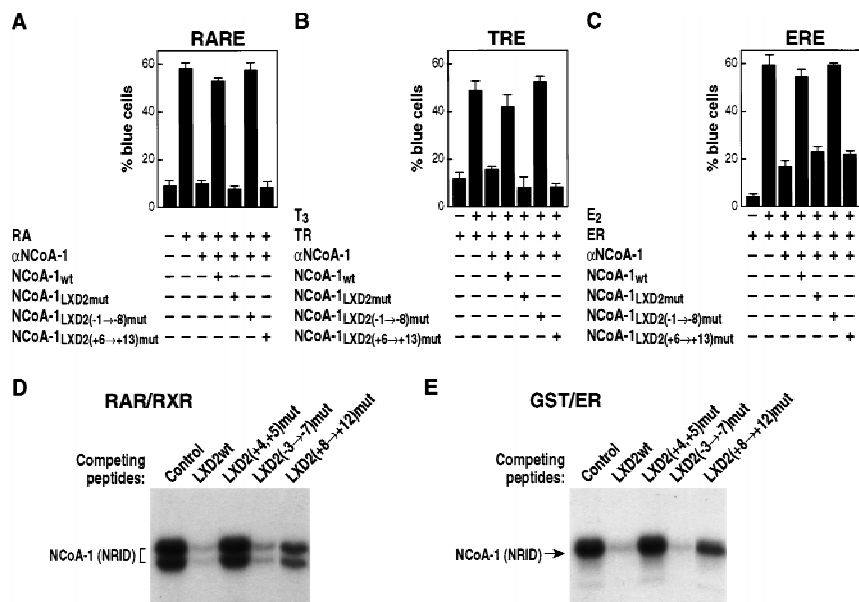 A
RARE
% blue cells
60
40
20
0
RA – + + + + + +
αNCoA-1 – – + + + + +
NCoA-1wt – – – + – – –
NCoA-1LXD2mut – – – – + – –
NCoA-1LXD2(-1→-8)mut – – – – – + –
NCoA-1LXD2(+6→+13)mut – – – – – – +
B
TRE
% blue cells
60
40
20
0
T3 – + + + + + +
TR + + + + + + +
αNCoA-1 – – + + + + +
NCoA-1wt – – – + – – –
NCoA-1LXD2mut – – – – + – –
NCoA-1LXD2(-1→-8)mut – – – – – + –
NCoA-1LXD2(+6→+13)mut – – – – – – +
C
ERE
% blue cells
60
40
20
0
E2 – + + + + + +
ER + + + + + + +
αNCoA-1 – – + + + + +
NCoA-1wt – – – + – – –
NCoA-1LXD2mut – – – – + – –
NCoA-1LXD2(-1→-8)mut – – – – – + –
NCoA-1LXD2(+6→+13)mut – – – – – – +
D
RAR/RXR
Competing
peptides:
Control
LXD2wt
LXD2(+4,+5)mut
LXD2(-3→-7)mut
LXD2(+8→+12)mut
NCoA-1 (NRID)
E
GST/ER
Competing
peptides:
Control
LXD2wt
LXD2(+4,+5)mut
LXD2(-3→-7)mut
LXD2(+8→+12)mut
NCoA-1 (NRID)